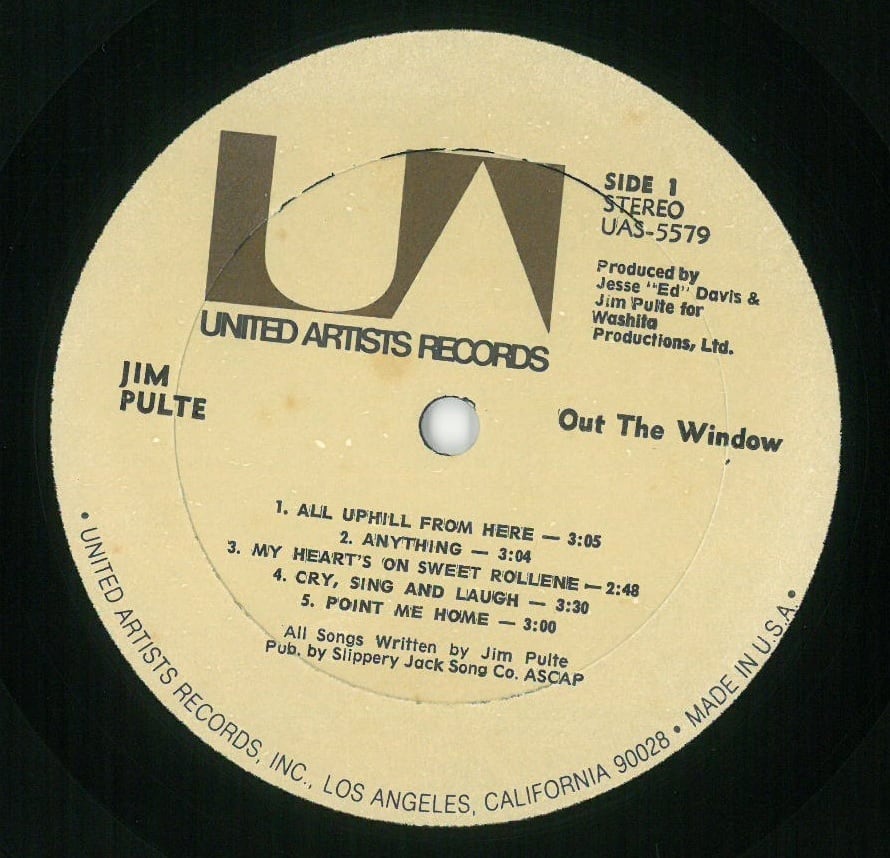 UA
UNITED ARTISTS RECORDS
SIDE 1
STEREO
UAS-5579
Produced by
Jesse "Ed" Davis &
Jim Pulte for
Washita
Productions, Ltd.
JIM
PULTE
Out The Window
1. ALL UPHILL FROM HERE — 3:05
2. ANYTHING — 3:04
3. MY HEART'S ON SWEET ROLLENE — 2:48
4. CRY, SING AND LAUGH — 3:30
5. POINT ME HOME — 3:00
All Songs Written by Jim Pulte
Pub. by Slippery Jack Song Co. ASCAP
• UNITED ARTISTS RECORDS, INC., LOS ANGELES, CALIFORNIA 90028 • MADE IN U.S.A. •